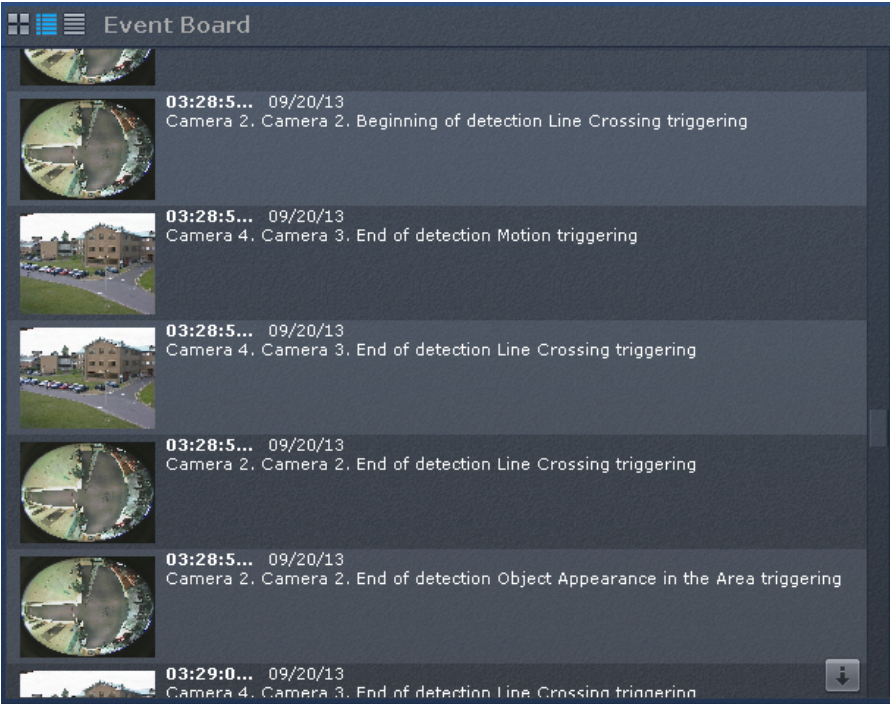 Event Board
03:28:5... 09/20/13
Camera 2. Camera 2. Beginning of detection Line Crossing triggering
03:28:5... 09/20/13
Camera 4. Camera 3. End of detection Motion triggering
03:28:5... 09/20/13
Camera 4. Camera 3. End of detection Line Crossing triggering
03:28:5... 09/20/13
Camera 2. Camera 2. End of detection Line Crossing triggering
03:28:5... 09/20/13
Camera 2. Camera 2. End of detection Object Appearance in the Area triggering
03:29:0... 09/20/13
Camera 4. Camera 3. End of detection Line Crossing triggering